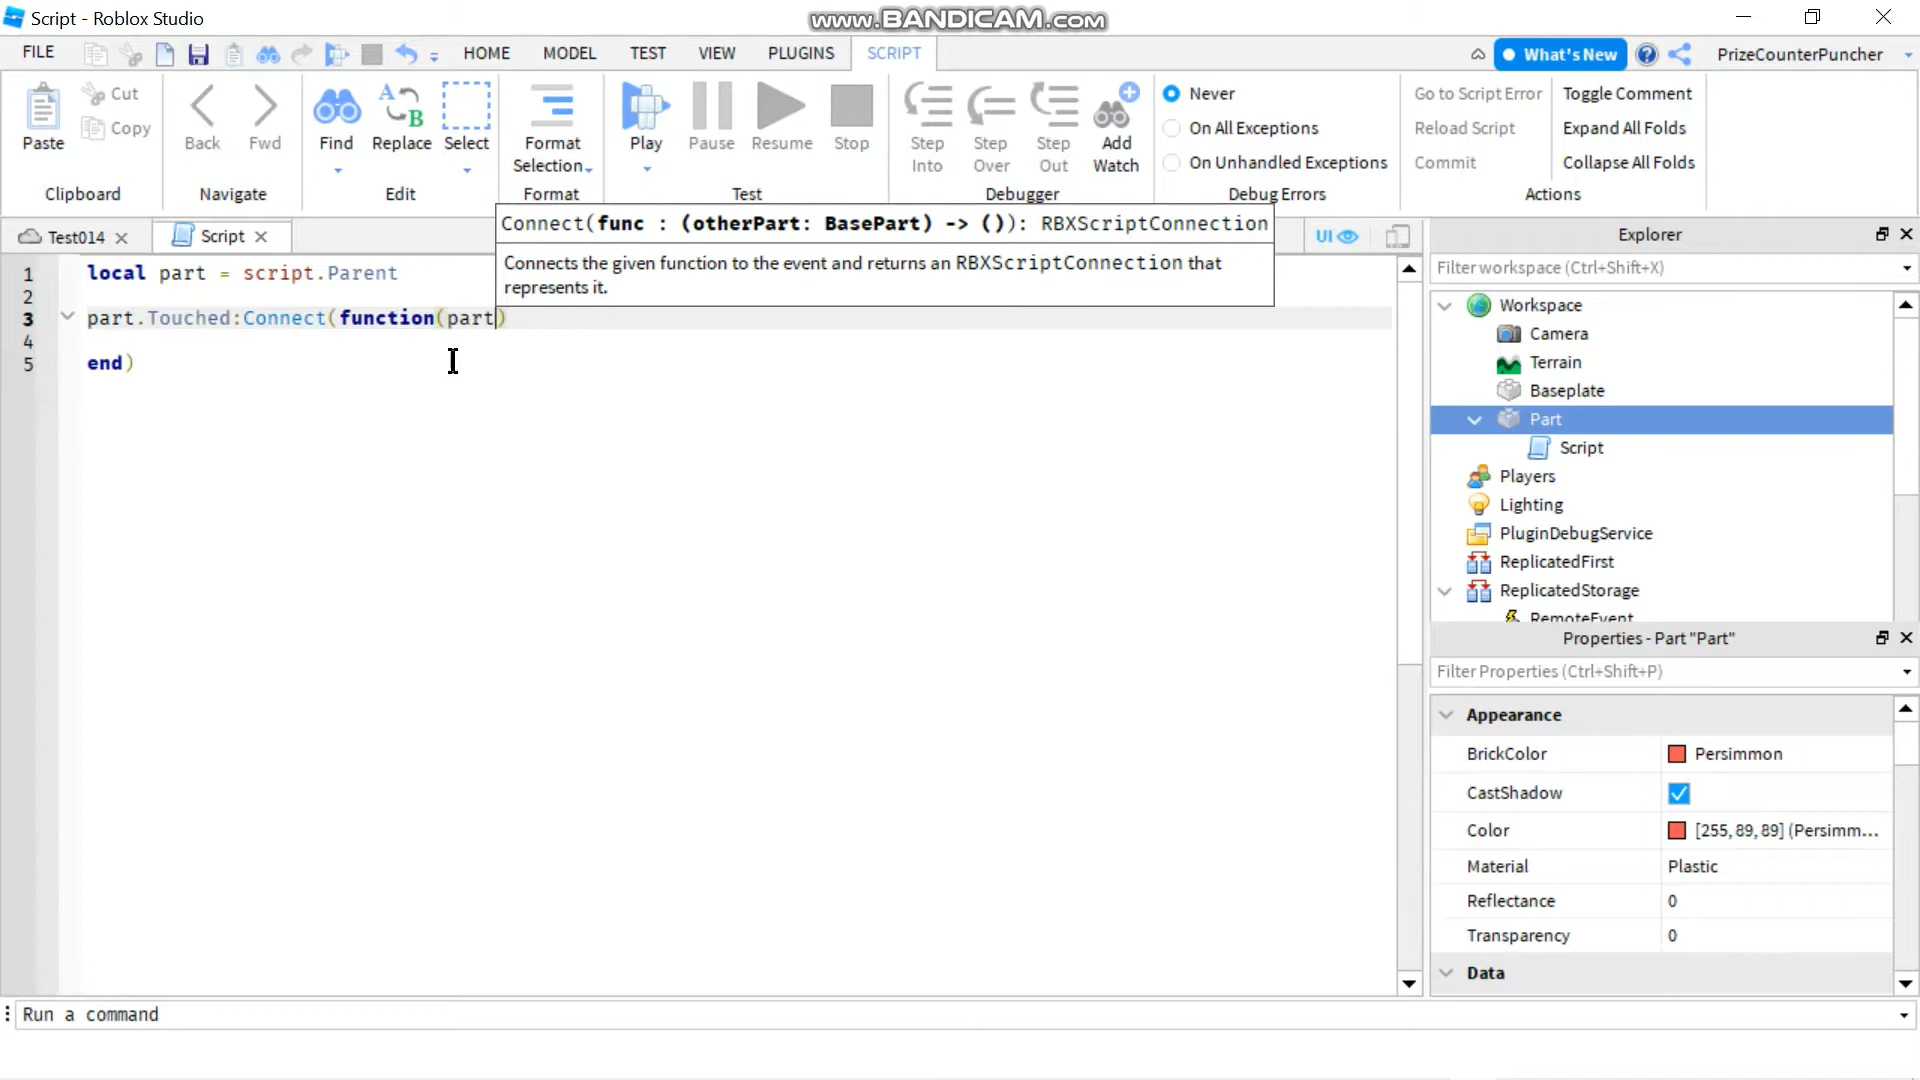 Script - Roblox Studio
www.BANDICAM.com
FILE
HOME
MODEL
TEST
VIEW
PLUGINS
SCRIPT
What's New
PrizeCounterPuncher
Paste
Cut
Copy
Clipboard
Back
Fwd
Navigate
Find
Replace
Select
Edit
Format
Selection
Format
Play
Pause
Resume
Stop
Test
Step
Into
Step
Over
Step
Out
Add
Watch
Debugger
Never
On All Exceptions
On Unhandled Exceptions
Debug Errors
Go to Script Error
Reload Script
Commit
Toggle Comment
Expand All Folds
Collapse All Folds
Actions
Test014
Script
Connect(func : (otherPart: BasePart) -> ()): RBXScriptConnection
Connects the given function to the event and returns an RBXScriptConnection that
represents it.
UI
1 local part = script.Parent
2
3 part.Touched:Connect(function(part)
4
5 end)
Explorer
Filter workspace (Ctrl+Shift+X)
Workspace
Camera
Terrain
Baseplate
Part
Script
Players
Lighting
PluginDebugService
ReplicatedFirst
ReplicatedStorage
RemoteEvent
Properties - Part "Part"
Filter Properties (Ctrl+Shift+P)
Appearance
BrickColor Persimmon
CastShadow
Color [255, 89, 89] (Persimm...
Material Plastic
Reflectance 0
Transparency 0
Data
Run a command